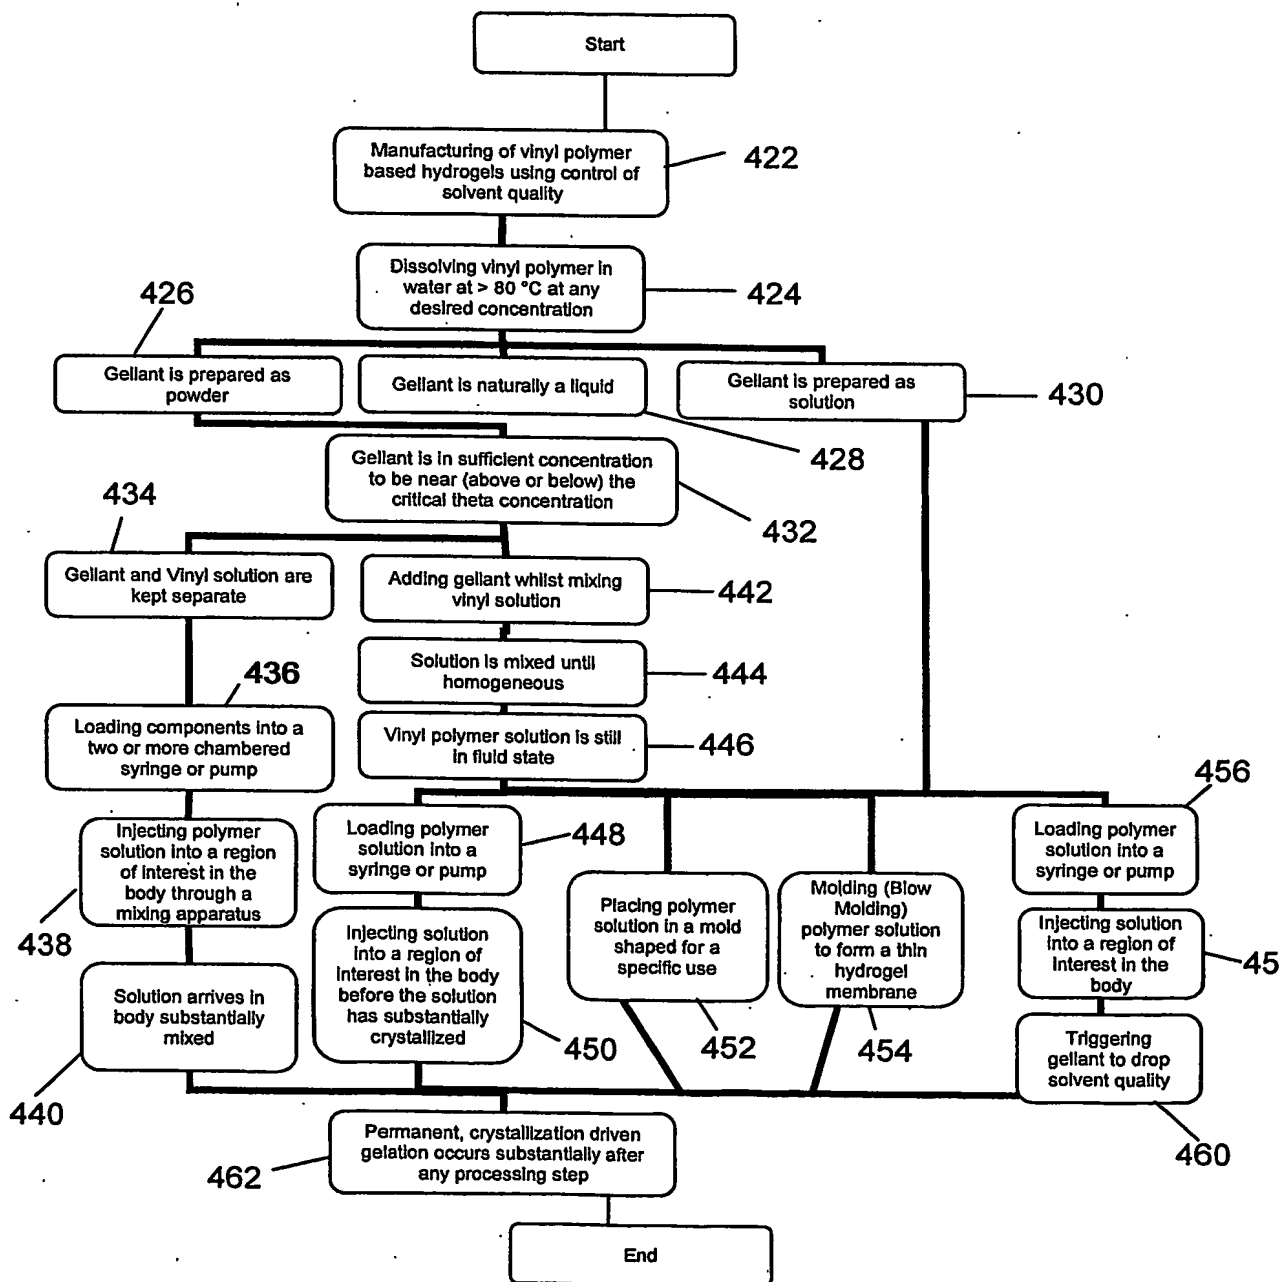 Start
Manufacturing of vinyl polymer
based hydrogels using control of
solvent quality
422
Dissolving vinyl polymer in
water at > 80 °C at any
desired concentration
424
426
Gellant is prepared as
powder
Gellant is naturally a liquid
428
Gellant is prepared as
solution
430
Gellant is in sufficient concentration
to be near (above or below) the
critical theta concentration
432
434
Gellant and Vinyl solution are
kept separate
Adding gellant whilst mixing
vinyl solution
442
Solution is mixed until
homogeneous
444
436
Loading components into a
two or more chambered
syringe or pump
Vinyl polymer solution is still
in fluid state
446
456
Injecting polymer
solution into a region
of interest in the
body through a
mixing apparatus
438
Loading polymer
solution into a
syringe or pump
448
Placing polymer
solution in a mold
shaped for a
specific use
452
Molding (Blow
Molding)
polymer solution
to form a thin
hydrogel
membrane
454
Loading polymer
solution into a
syringe or pump
Injecting solution
into a region of
interest in the
body
45
Solution arrives in
body substantially
mixed
440
Injecting solution
into a region of
interest in the body
before the solution
has substantially
crystallized
450
Triggering
gellant to drop
solvent quality
460
Permanent, crystallization driven
gelation occurs substantially after
any processing step
462
End